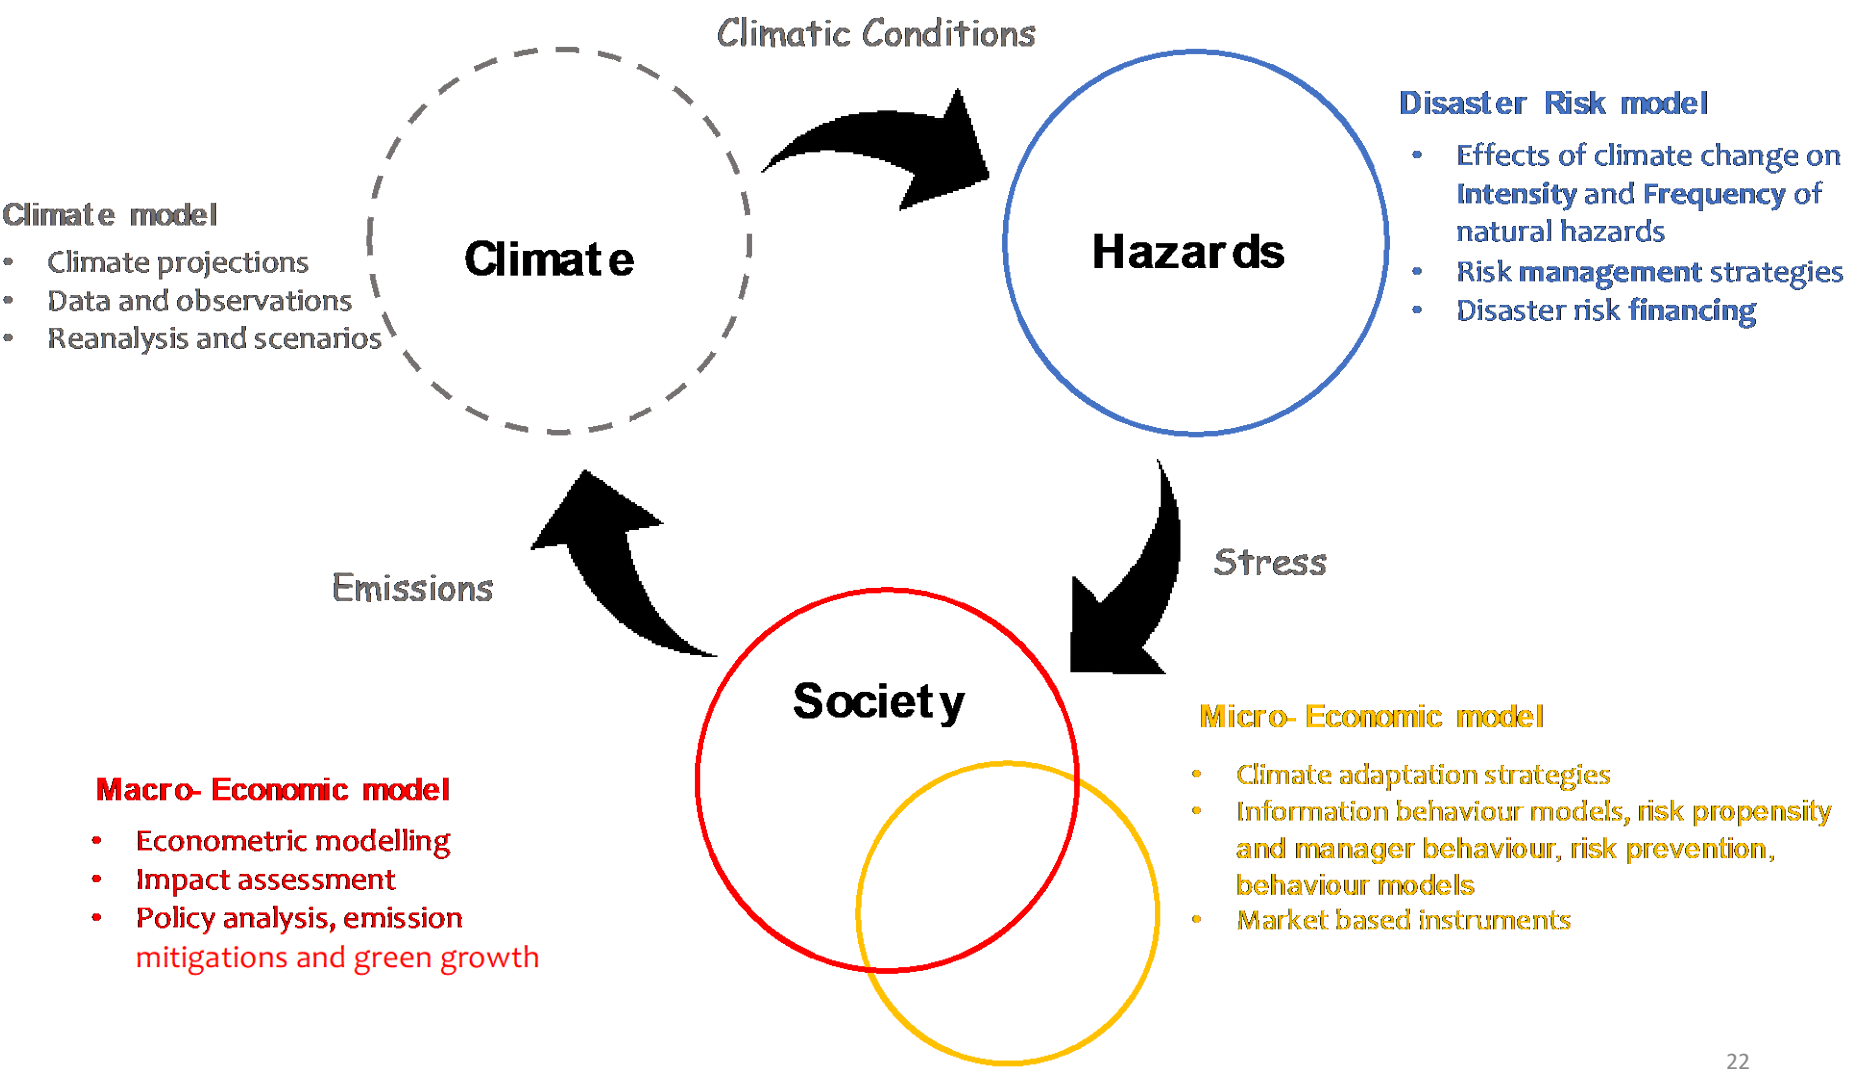 Climatic Conditions
Climate
Hazards
Climate model
• Climate projections
• Data and observations
• Reanalysis and scenarios
Disaster Risk model
• Effects of climate change on
Intensity and Frequency of
natural hazards
• Risk management strategies
• Disaster risk financing
Emissions
Stress
Society
Macro-Economic model
• Econometric modelling
• Impact assessment
• Policy analysis, emission
mitigations and green growth
Micro-Economic model
• Climate adaptation strategies
• Information behaviour models, risk propensity
and manager behaviour, risk prevention,
behaviour models
• Market based instruments
22